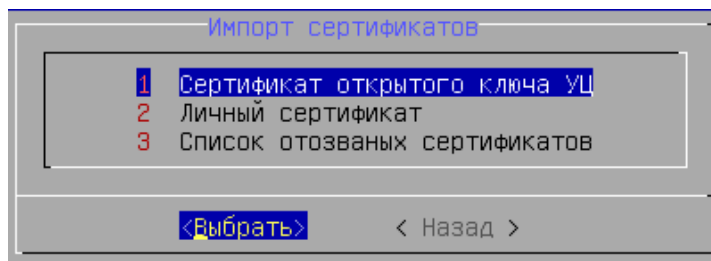 Импорт сертификатов
1 Сертификат открытого ключа УЦ
2 Личный сертификат
3 Список отозваных сертификатов
<Выбрать> < Назад >